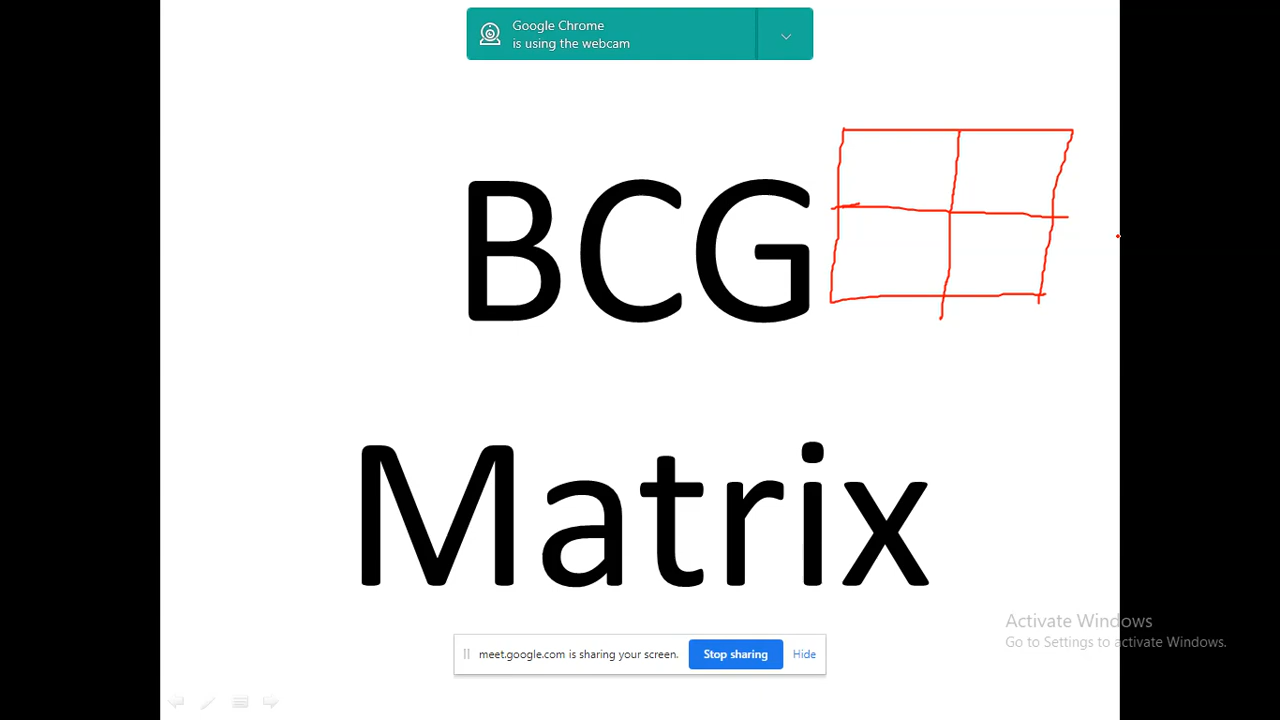 Google Chrome
is using the webcam
BCG
Matrix
Activate Windows
Go to Settings to activate Windows.
meet.google.com is sharing your screen. Stop sharing Hide